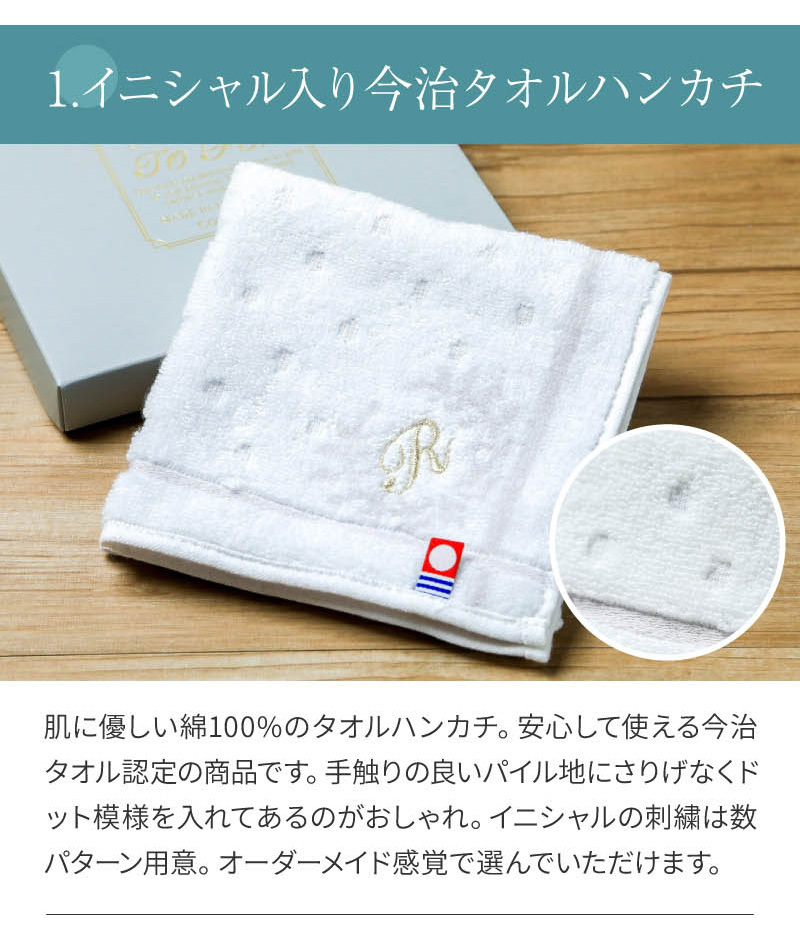 1.イニシャル入り今治タオルハンカチ
R
肌に優しい綿100%のタオルハンカチ。安心して使える今治
タオル認定の商品です。手触りの良いパイル地にさりげなくド
ット模様を入れてあるのがおしゃれ。イニシャルの刺繍は数
パターン用意。オーダーメイド感覚で選んでいただけます。